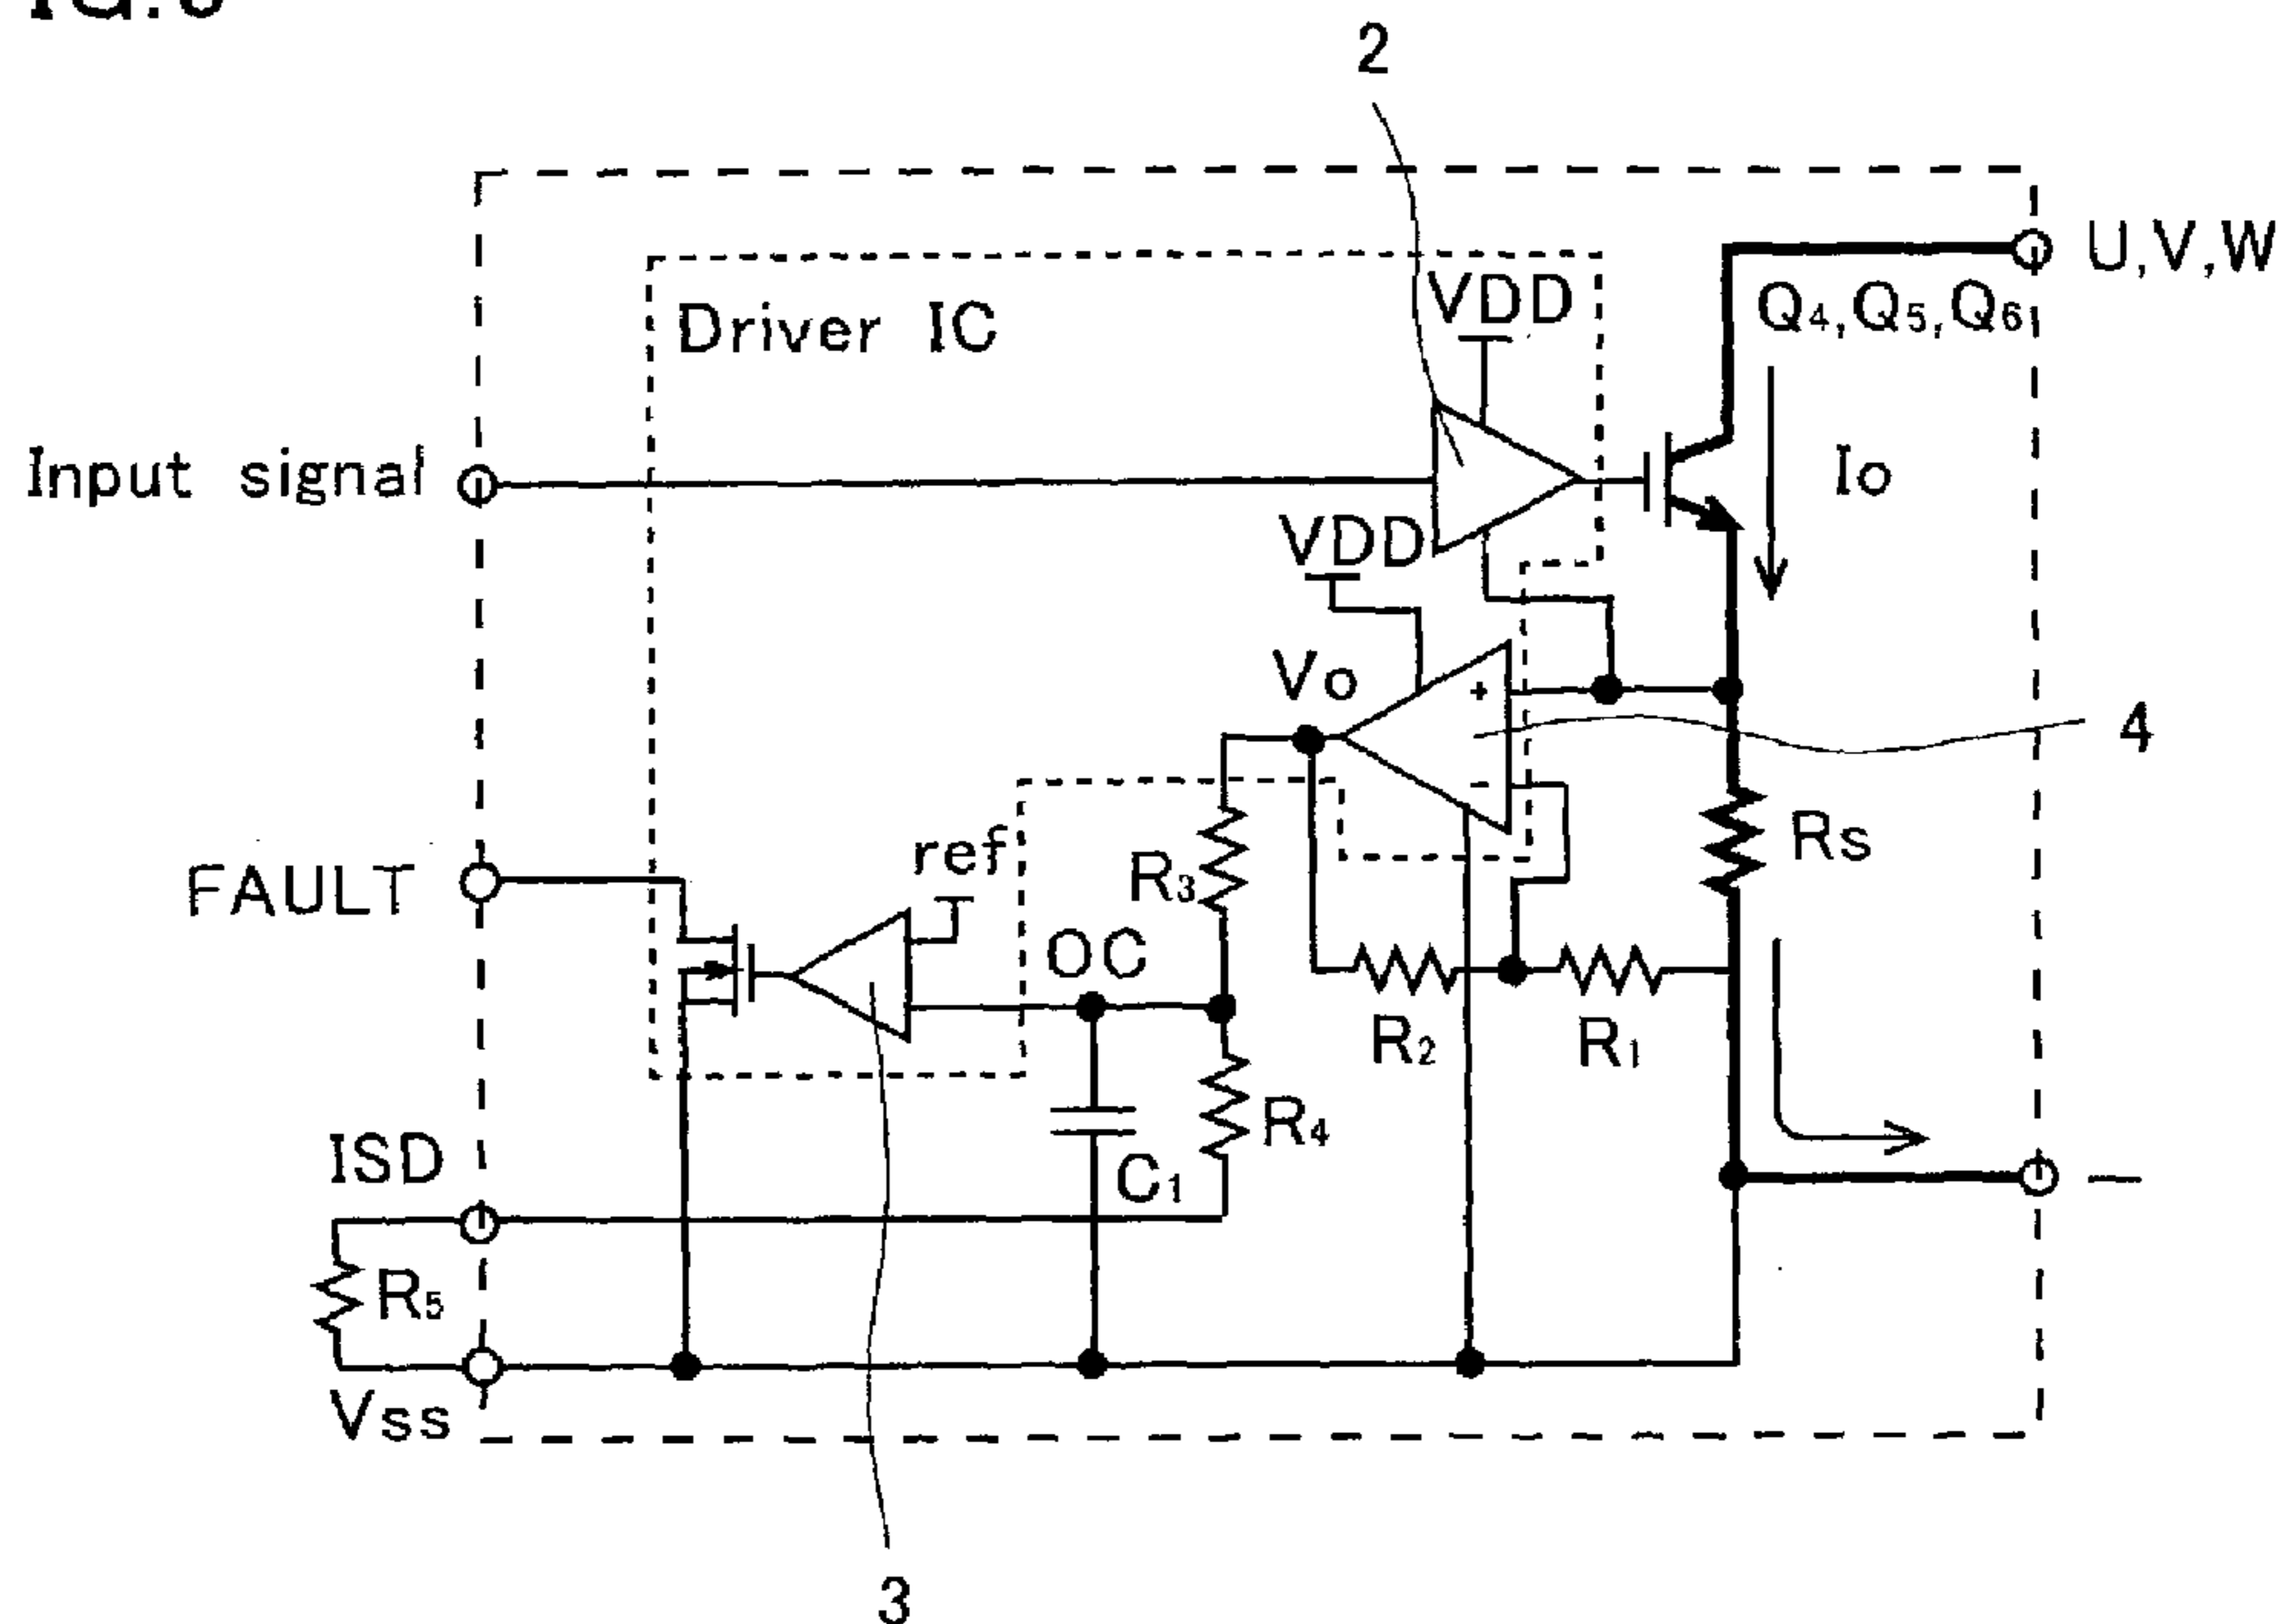 2
U,V,W
VDD
Q4,Q5,Q6
Driver IC
Io
Input signal
VDD
Vo
+
4
-
Rs
ref
R3
FAULT
OC
R2
R1
R4
ISD
C1
—
R5
Vss
3